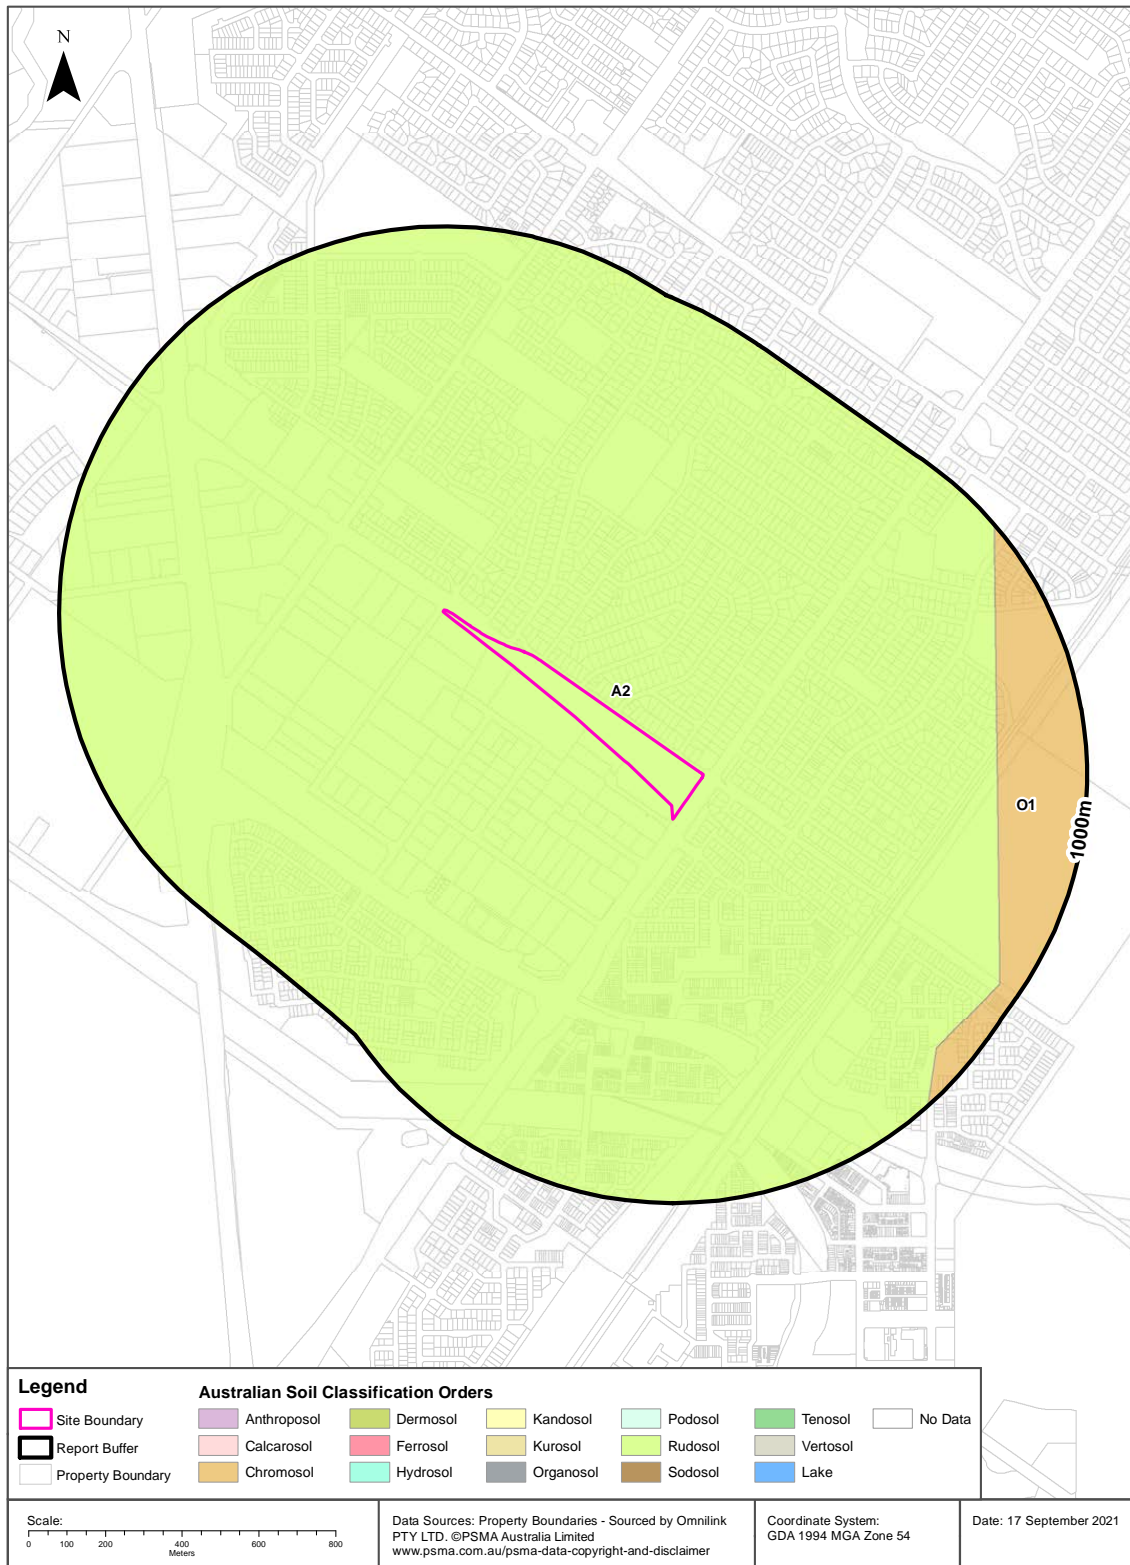 N
A2
O1
1000m
Legend
Site Boundary
Report Buffer
Property Boundary
Australian Soil Classification Orders
Anthroposol
Calcarosol
Chromosol
Dermosol
Ferrosol
Hydrosol
Kandosol
Kurosol
Organosol
Podosol
Rudosol
Sodosol
Tenosol
Vertosol
Lake
No Data
Scale:
0 100 200 400 600 800
Meters
Data Sources: Property Boundaries - Sourced by Omnilink
PTY LTD. ©PSMA Australia Limited
www.psma.com.au/psma-data-copyright-and-disclaimer
Coordinate System:
GDA 1994 MGA Zone 54
Date: 17 September 2021